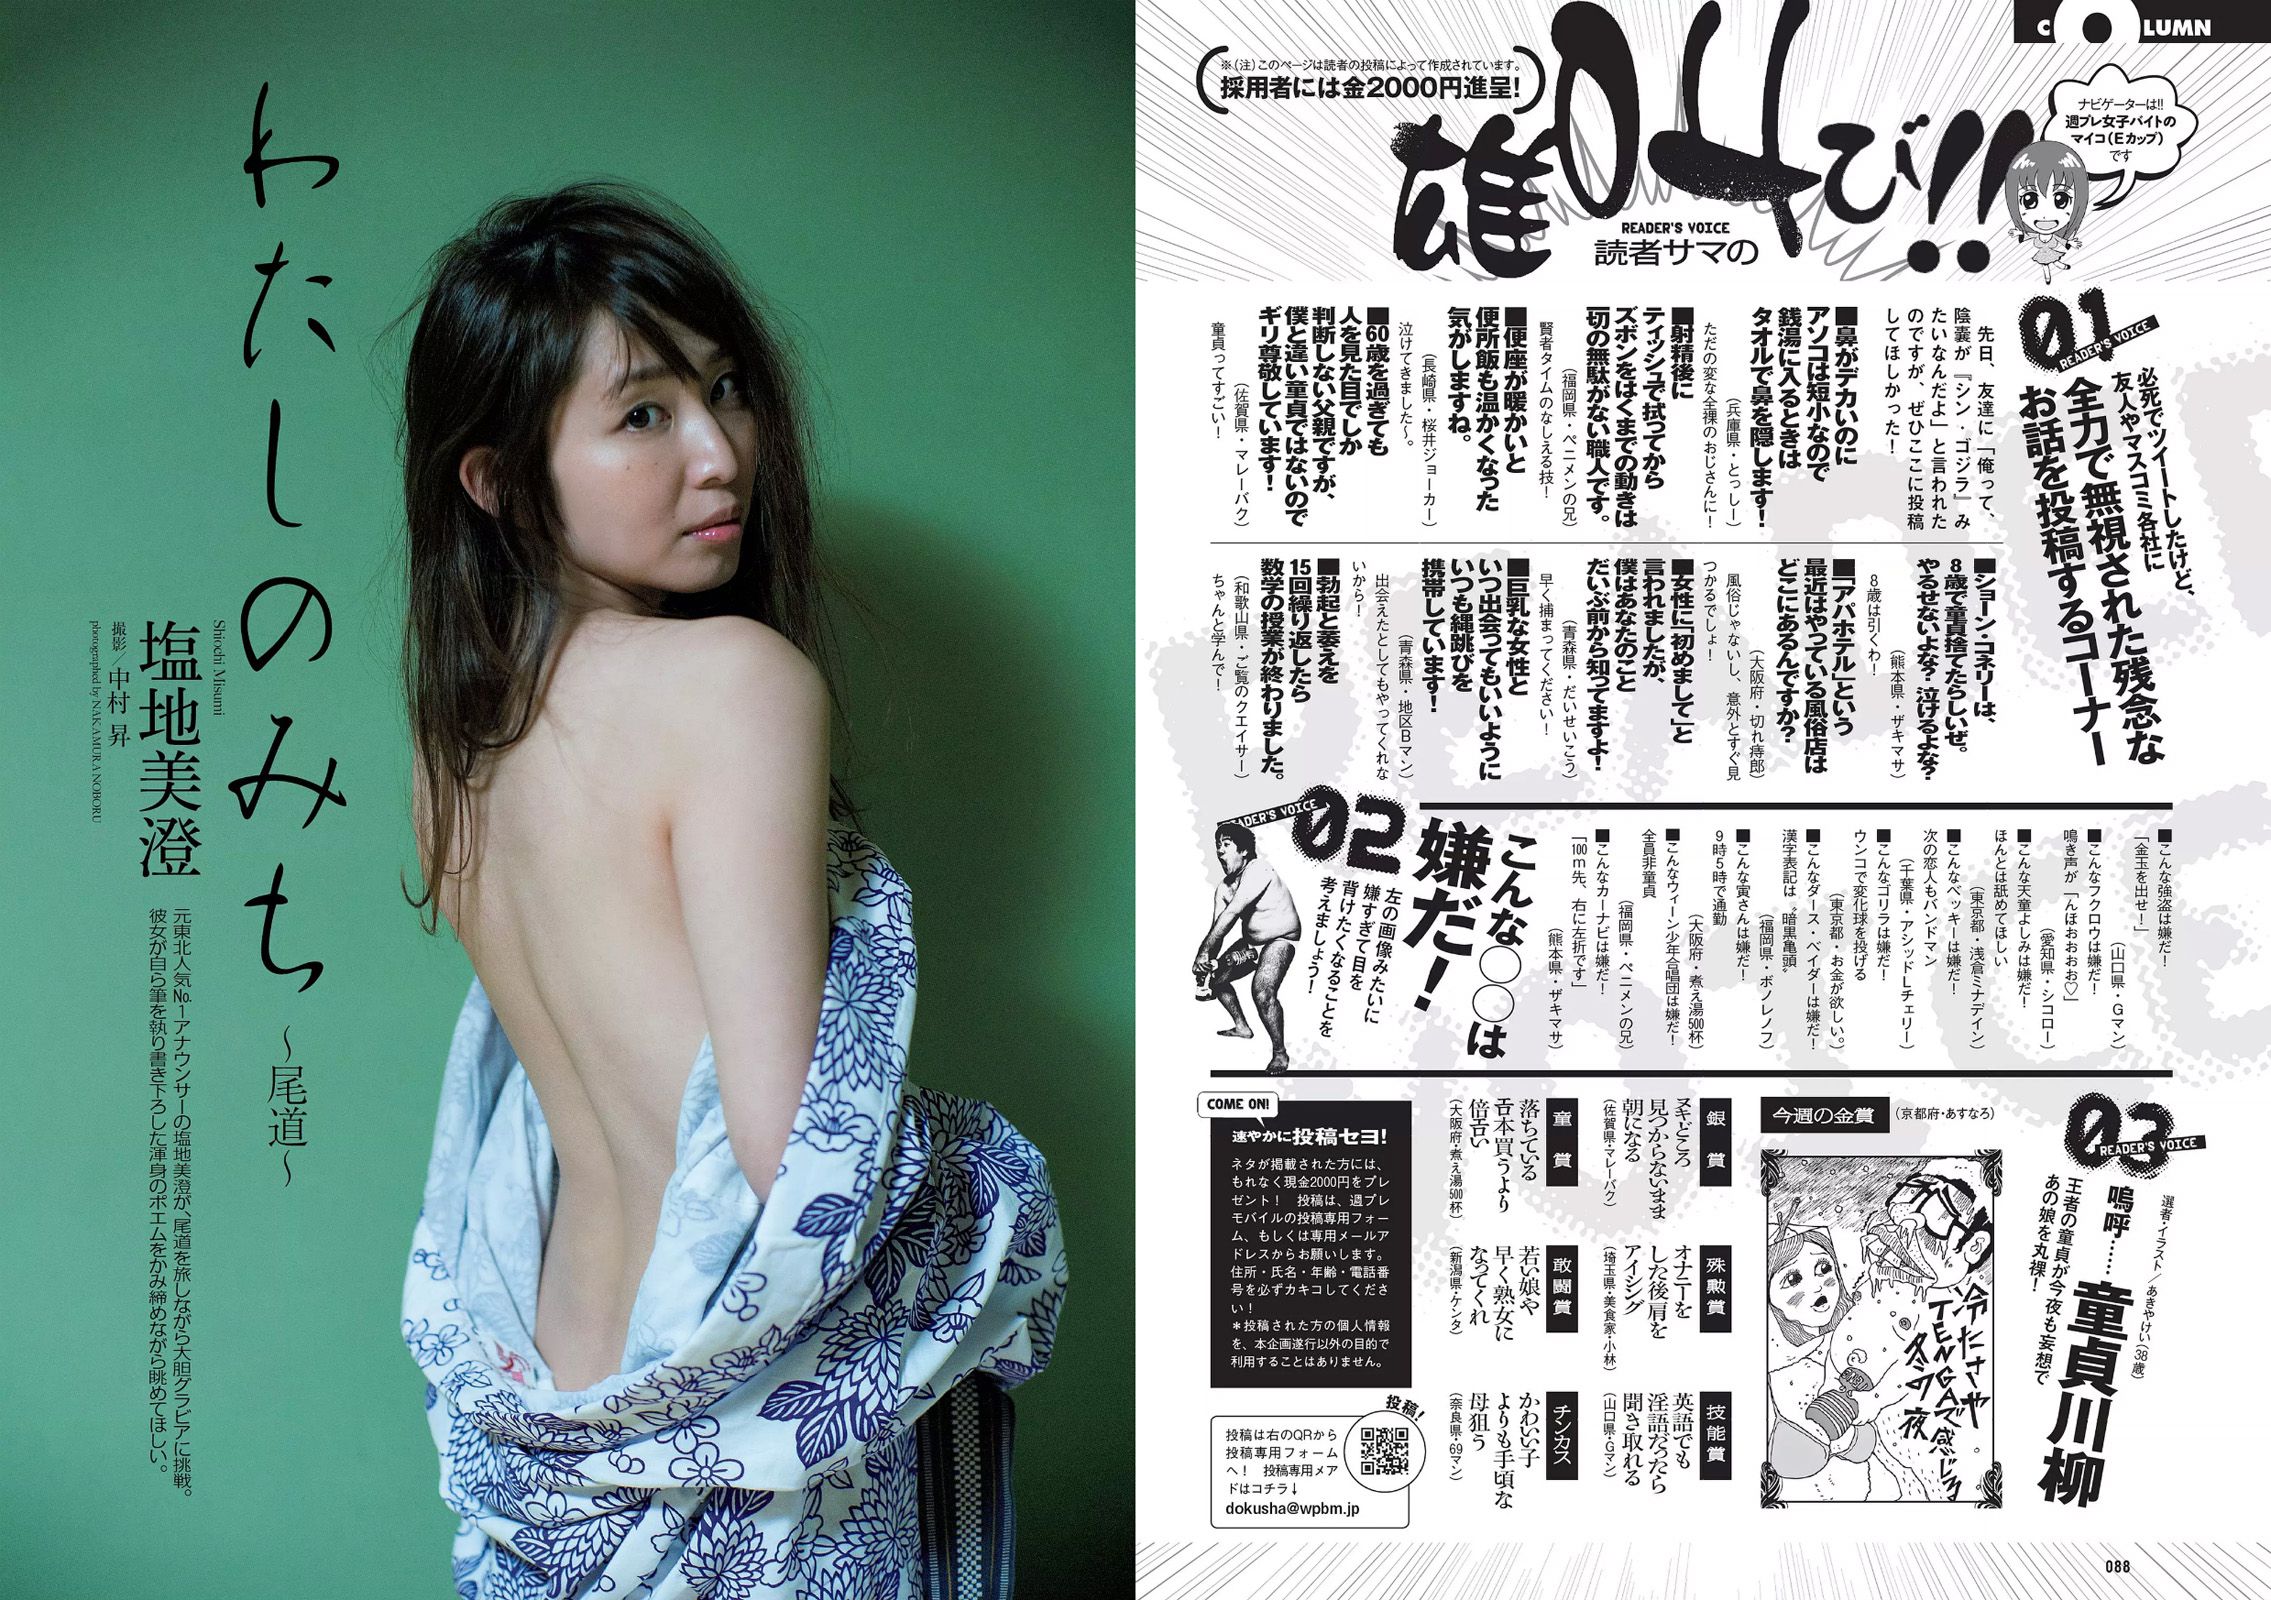 わたしのみち
～尾道～
Shiochi Misumi
塩地美澄
撮影／中村 昇
photographed by NAKAMURA NOBORU
元東北人気No.1アナウンサーの塩地美澄が、尾道を旅しながら大胆グラビアに挑戦。
彼女が自ら筆を執り書き下ろした渾身のポエムをかみ締めながら眺めてほしい。
COLUMN
※（注）このページは読者の投稿によって作成されています。
採用者には金2000円進呈!
READER'S VOICE
読者サマの
雄叫び!!
ナビゲーターは!!
週プレ女子バイトの
マイコ（Eカップ）
です
01
READER'S VOICE
必死でツイートしたけど、
友人やマスコミ各社に
全力で無視された残念な
お話を投稿するコーナー
先日、友達に「俺って、
陰嚢が『シン・ゴジラ』み
たいなんだよ」と言われた
のですが、ぜひここに投稿
してほしかった！
■鼻がデカいのに
アソコは短小なので
銭湯に入るときは
タオルで鼻を隠します！
（兵庫県・とっしー）
ただの変な全裸のおじさんに！
■射精後に
ティッシュで拭ってから
ズボンをはくまでの動きは
一切の無駄がない職人です。
（福岡県・ペニメンの兄）
賢者タイムのなしえる技！
■便座が暖かいと
便所飯も温かくなった
気がしますね。
（長崎県・桜井ジョーカー）
泣けてきました〜。
■60歳を過ぎても
人を見た目でしか
判断しない父親ですが、
僕と違い童貞ではないので
ギリ尊敬しています！
（佐賀県・マレーバク）
童貞ってすごい！
■ショーン・コネリーは、
8歳で童貞捨てたらしいぜ。
やるせないよな？ 泣けるよな？
（熊本県・ザキマサ）
8歳は引くわ！
■「アパホテル」という
最近はやっている風俗店は
どこにあるんですか？
（大阪府・切れ痔郎）
風俗じゃないし、意外とすぐ見
つかるでしょ！
■女性に「初めまして」と
言われましたが、
僕はあなたのこと
だいぶ前から知ってますよ！
（青森県・だいせいこう）
早く捕まってください！
■巨乳な女性と
いつ出会ってもいいように
いつも縄跳びを
携帯しています！
（青森県・地区Bマン）
出会えたとしてもやってくれな
いから！
■勃起と萎えを
15回繰り返したら
数学の授業が終わりました。
（和歌山県・ご覧のクエイサー）
ちゃんと学んで！
READER'S VOICE
02
こんな〇〇は
嫌だ！
左の画像みたいに
嫌すぎて目を
背けたくなることを
考えましょう！
■こんな強盗は嫌だ！
「金玉を出せ！」
（山口県・Gマン）
■こんなフクロウは嫌だ！
鳴き声が「んほおおおお♡」
（愛知県・シコロー）
■こんな天童よしみは嫌だ！
ほんとは舐めてほしい
（東京都・浅倉ミナデイン）
■こんなベッキーは嫌だ！
次の恋人もバンドマン
（千葉県・アシッドLチェリー）
■こんなゴリラは嫌だ！
ウンコで変化球を投げる
（東京都・お金が欲しい。）
■こんなダース・ベイダーは嫌だ！
漢字表記は〝暗黒亀頭〟
（福岡県・ボノレノフ）
■こんな寅さんは嫌だ！
9時5時で通勤
（大阪府・煮え湯500杯）
■こんなウィーン少年合唱団は嫌だ！
全員非童貞
（福岡県・ペニメンの兄）
■こんなカーナビは嫌だ！
「100m先、右に左折です」
（熊本県・ザキマサ）
03
READER'S VOICE
選者・イラスト／あきやけい（38歳）
嗚呼……童貞川柳
王者の童貞が今夜も妄想で
あの娘を丸裸！
今週の金賞
（京都府・あすなろ）
冷たさや
TENGAで感じる
夕シの夜
銀賞
ヌキどころ
見つからないまま
朝になる
（佐賀県・マレーバク）
殊勲賞
オナニーを
した後肩を
アイシング
（埼玉県・美食家・小林）
技能賞
英語でも
淫語だったら
聞き取れる
（山口県・Gマン）
童賞
落ちている
エロ本買うより
倍エロい
（大阪府・煮え湯500杯）
敢闘賞
若い娘や
早く熟女に
なってくれ
（新潟県・ケンタ）
チンカス
かわいい子
よりも手頃な
母狙う
（奈良県・69マン）
COME ON!
速やかに投稿セヨ!
ネタが掲載された方には、
もれなく現金2000円をプレ
ゼント！ 投稿は、週プレ
モバイルの投稿専用フォー
ム、もしくは専用メールア
ドレスからお願いします。
住所・氏名・年齢・電話番
号を必ずカキコしてくださ
い！
＊投稿された方の個人情報
を、本企画遂行以外の目的で
利用することはありません。
投稿!
投稿は右のQRから
投稿専用フォーム
へ！ 投稿専用メア
ドはコチラ↓
dokusha@wpbm.jp
088